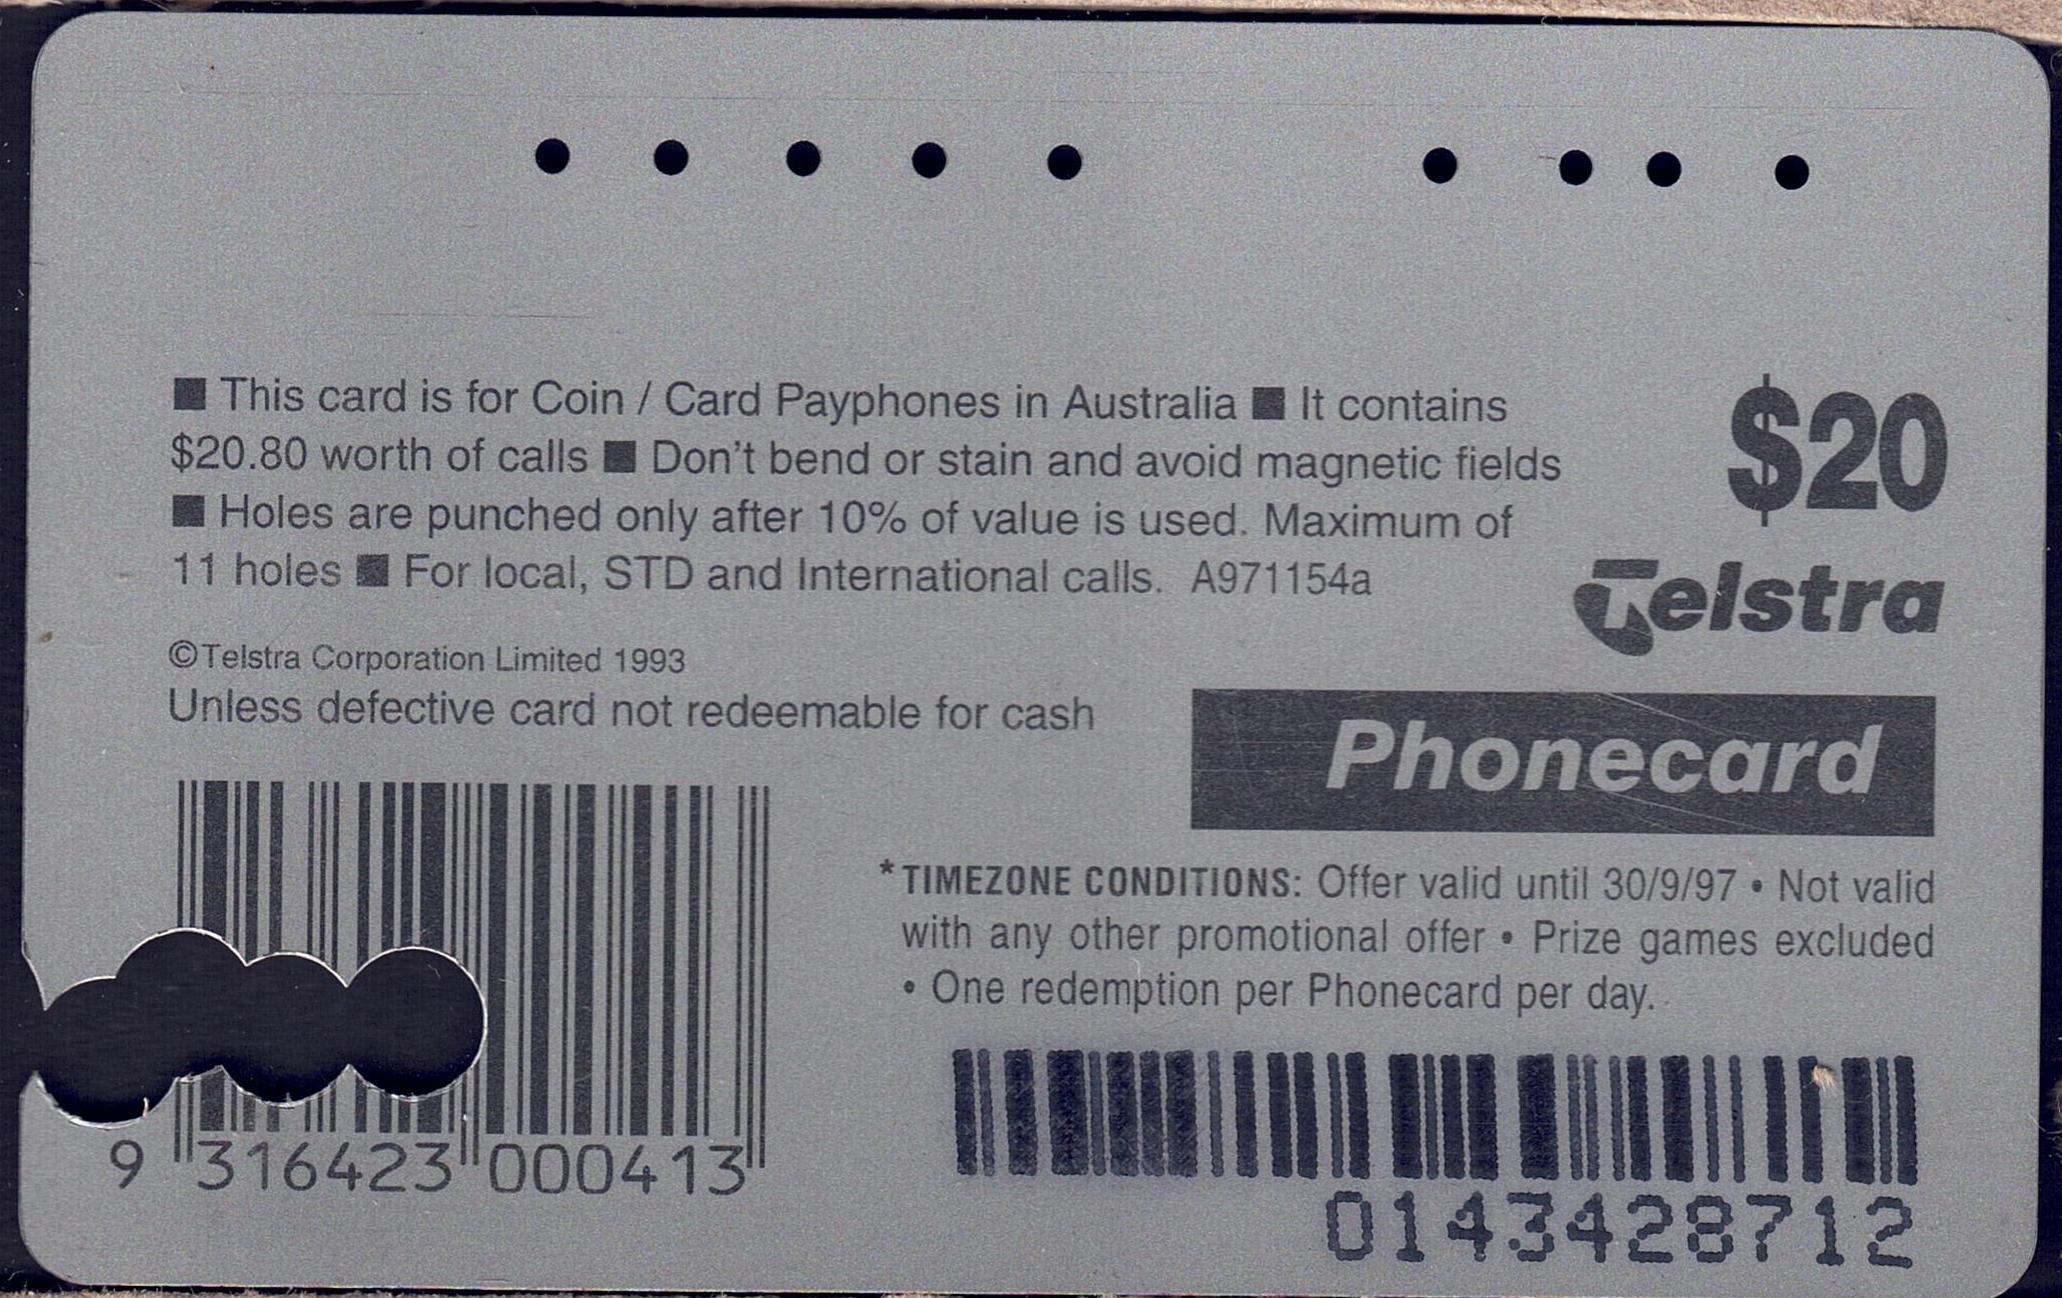 ■ This card is for Coin / Card Payphones in Australia ■ It contains
$20.80 worth of calls ■ Don't bend or stain and avoid magnetic fields
■ Holes are punched only after 10% of value is used. Maximum of
11 holes ■ For local, STD and International calls. A971154a
$20
Telstra
©Telstra Corporation Limited 1993
Unless defective card not redeemable for cash
Phonecard
*TIMEZONE CONDITIONS: Offer valid until 30/9/97 • Not valid
with any other promotional offer • Prize games excluded
• One redemption per Phonecard per day.
9 316423 000413
0143428712